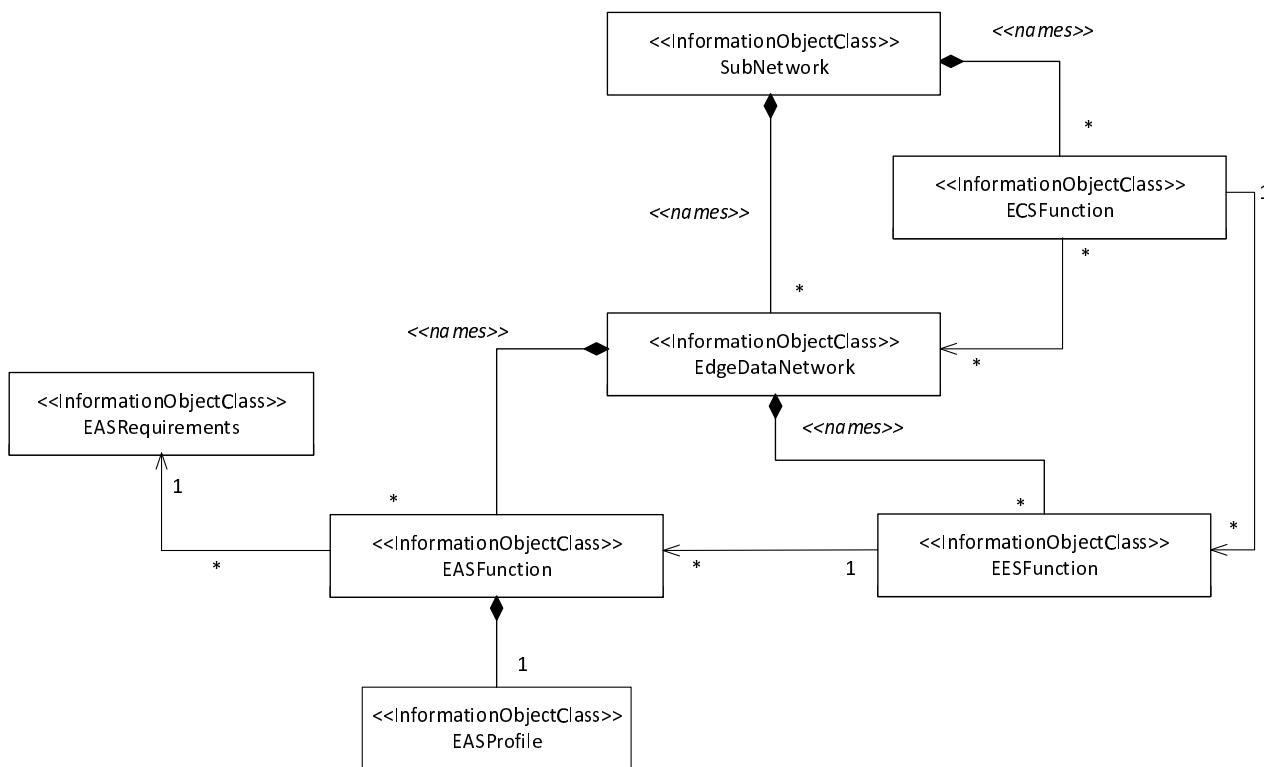 <<InformationObjectClass>>
SubNetwork
<<names>>
*
<<InformationObjectClass>>
ECSFunction
1
<<names>>
*
*
<<InformationObjectClass>>
EdgeDataNetwork
*
<<names>>
<<names>>
<<InformationObjectClass>>
EASRequirements
1
*
*
*
*
<<InformationObjectClass>>
EASFunction
*
1
<<InformationObjectClass>>
EESFunction
1
<<InformationObjectClass>>
EASProfile